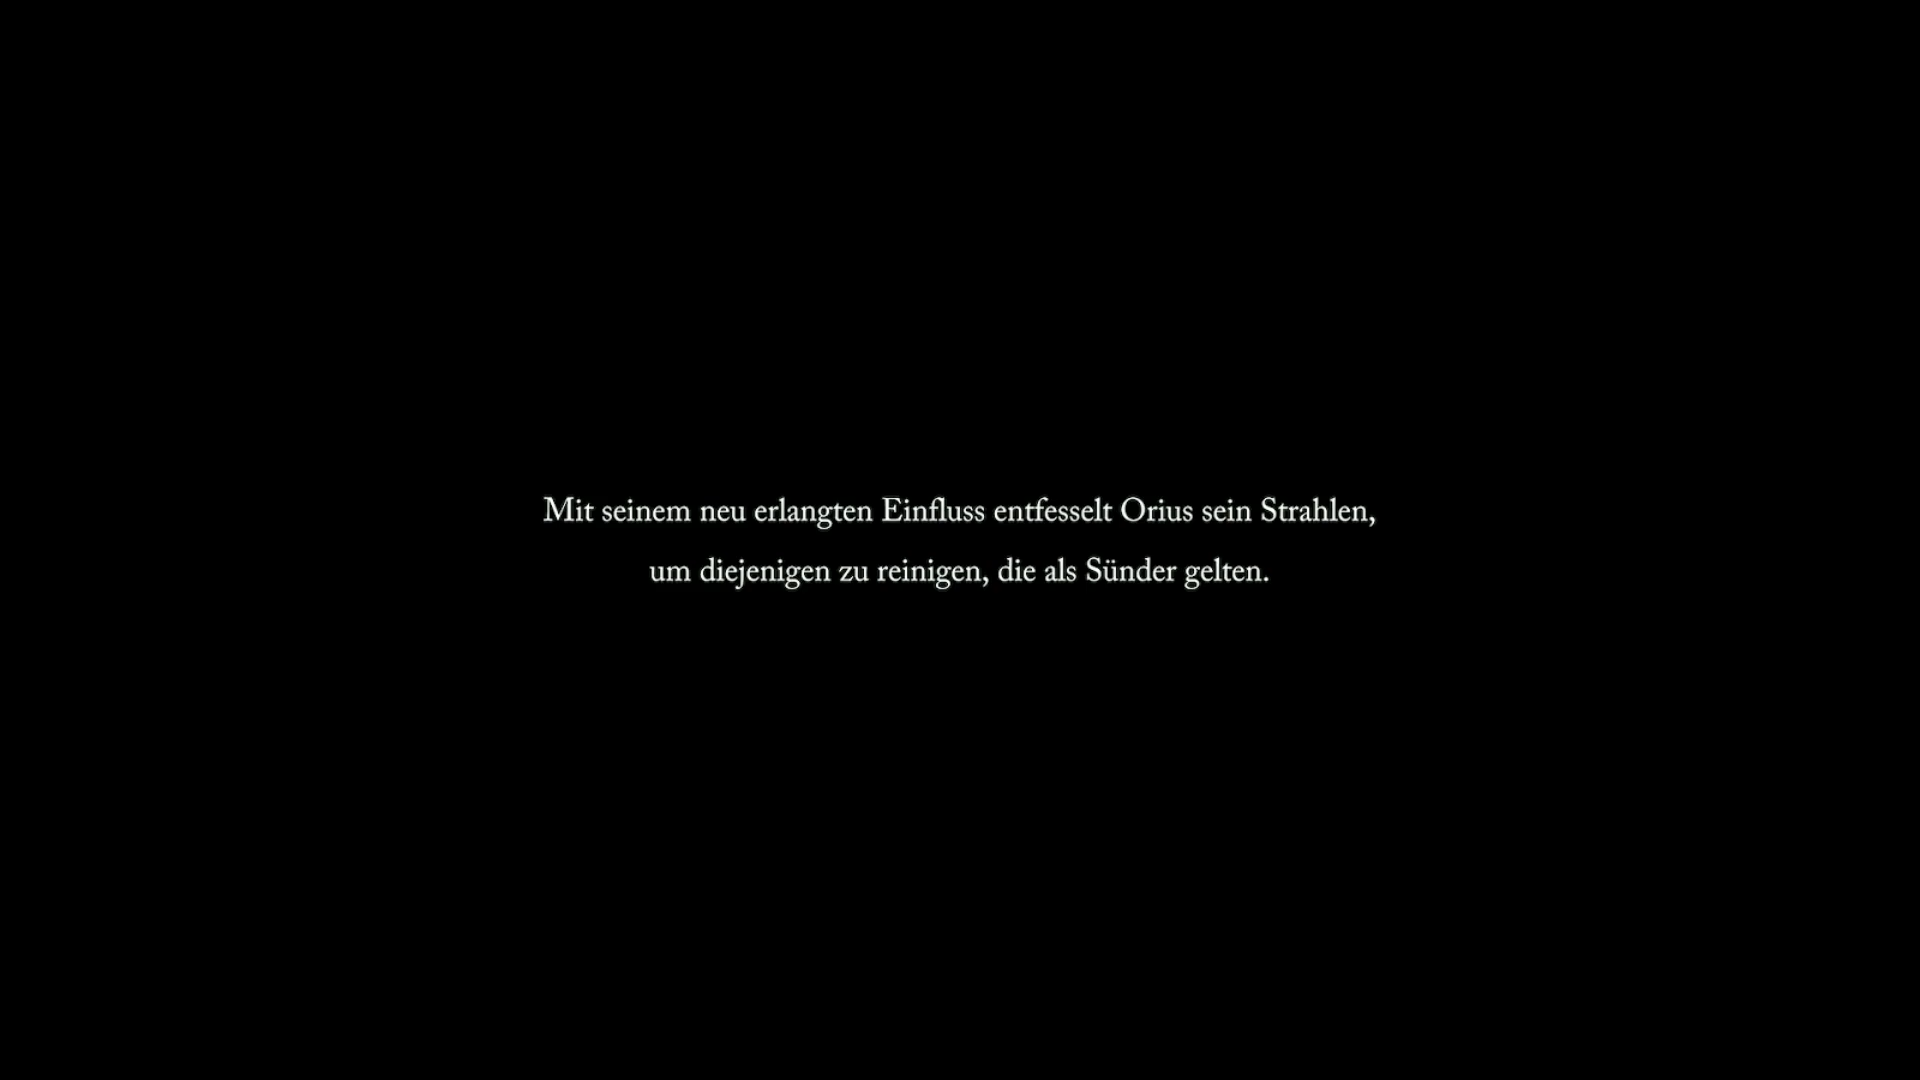 Mit seinem neu erlangten Einfluss entfesselt Orius sein Strahlen,
um diejenigen zu reinigen, die als Sünder gelten.